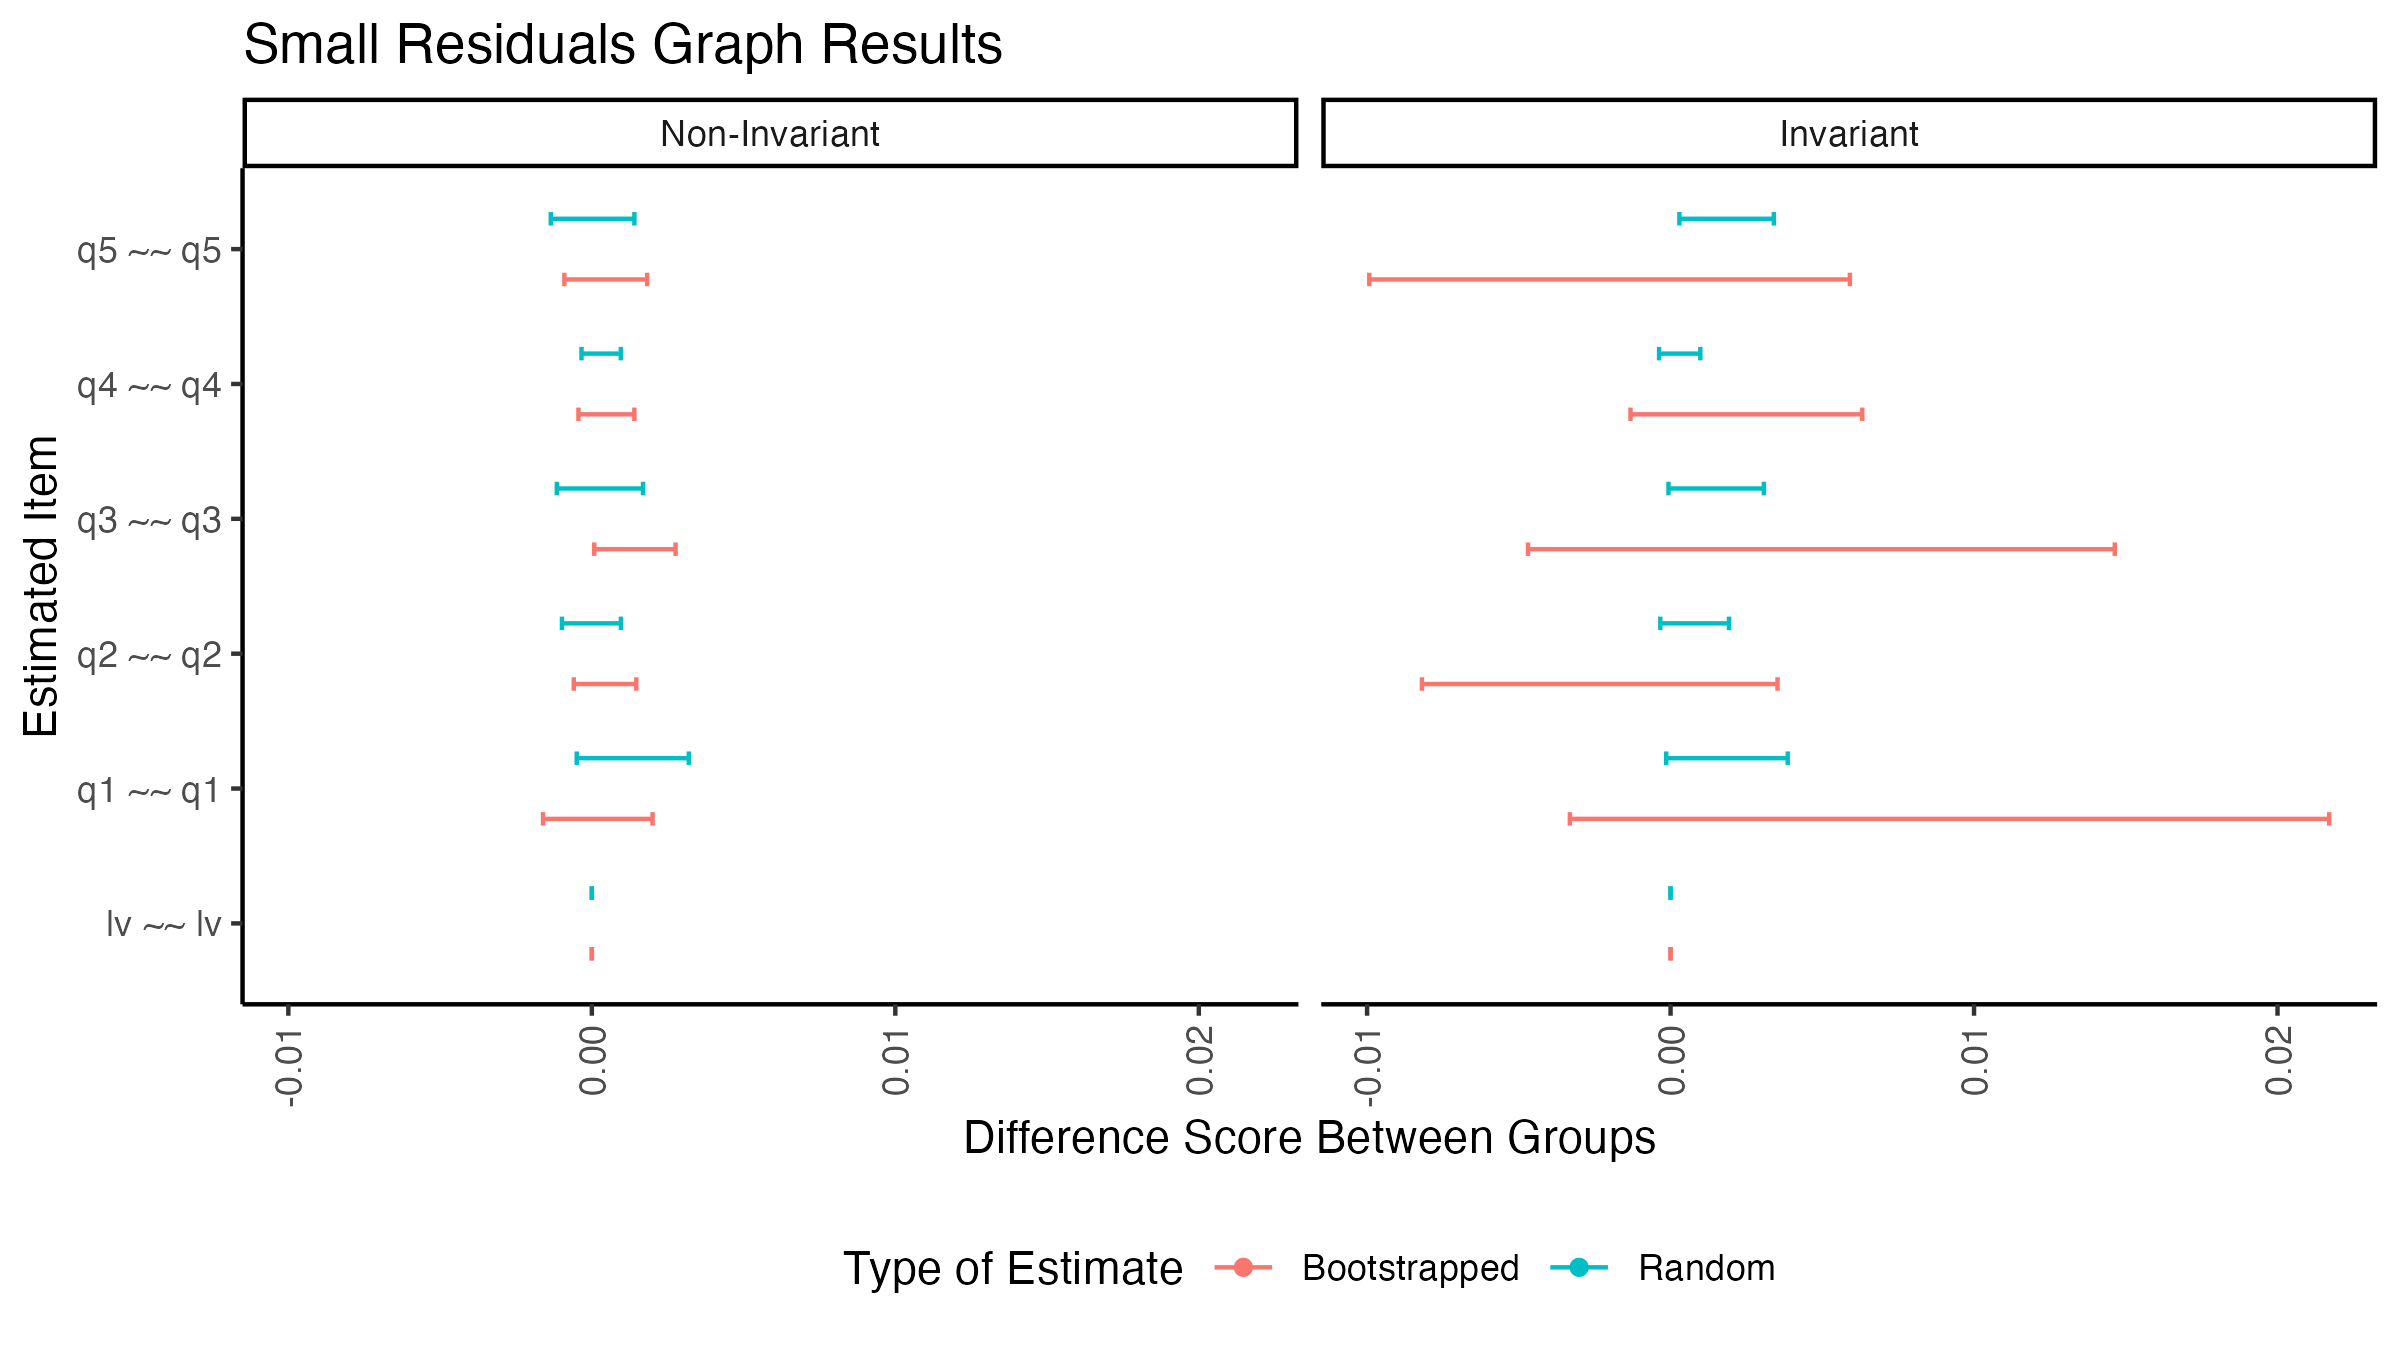 Small Residuals Graph Results
Non-Invariant
Invariant
Estimated Item
q5 ~~ q5
q4 ~~ q4
q3 ~~ q3
q2 ~~ q2
q1 ~~ q1
lv ~~ lv
-0.01
0.00
0.01
0.02
-0.01
0.00
0.01
0.02
Difference Score Between Groups
Type of Estimate Bootstrapped Random